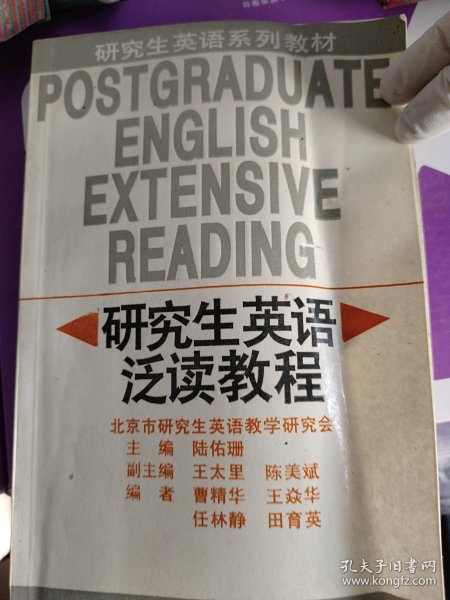 研究生英语系列教材
POSTGRADUATE
ENGLISH
EXTENSIVE
READING
研究生英语
泛读教程
北京市研究生英语教学研究会
主 编 陆佑珊
副主编 王太里 陈美斌
编 者 曹精华 王焱华
任林静 田育英
孔夫子旧书网
www.kongfz.com